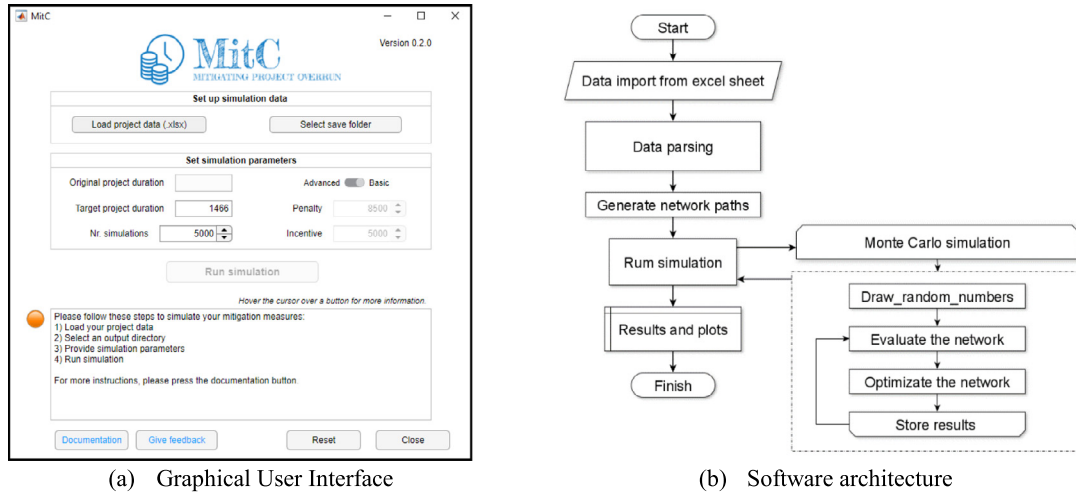 MitC
Version 0.2.0
MitC
MITIGATING PROJECT OVERRUN
Set up simulation data
Load project data (.xlsx)
Select save folder
Set simulation parameters
Original project duration
Advanced
Basic
Target project duration
1466
Penalty
8500
Nr. simulations
5000
Incentive
5000
Run simulation
Hover the cursor over a button for more information.
Please follow these steps to simulate your mitigation measures:
1) Load your project data
2) Select an output directory
3) Provide simulation parameters
4) Run simulation
For more instructions, please press the documentation button.
Documentation
Give feedback
Reset
Close
(a) Graphical User Interface
Start
Data import from excel sheet
Data parsing
Generate network paths
Rum simulation
Results and plots
Finish
Monte Carlo simulation
Draw_random_numbers
Evaluate the network
Optimizate the network
Store results
(b) Software architecture